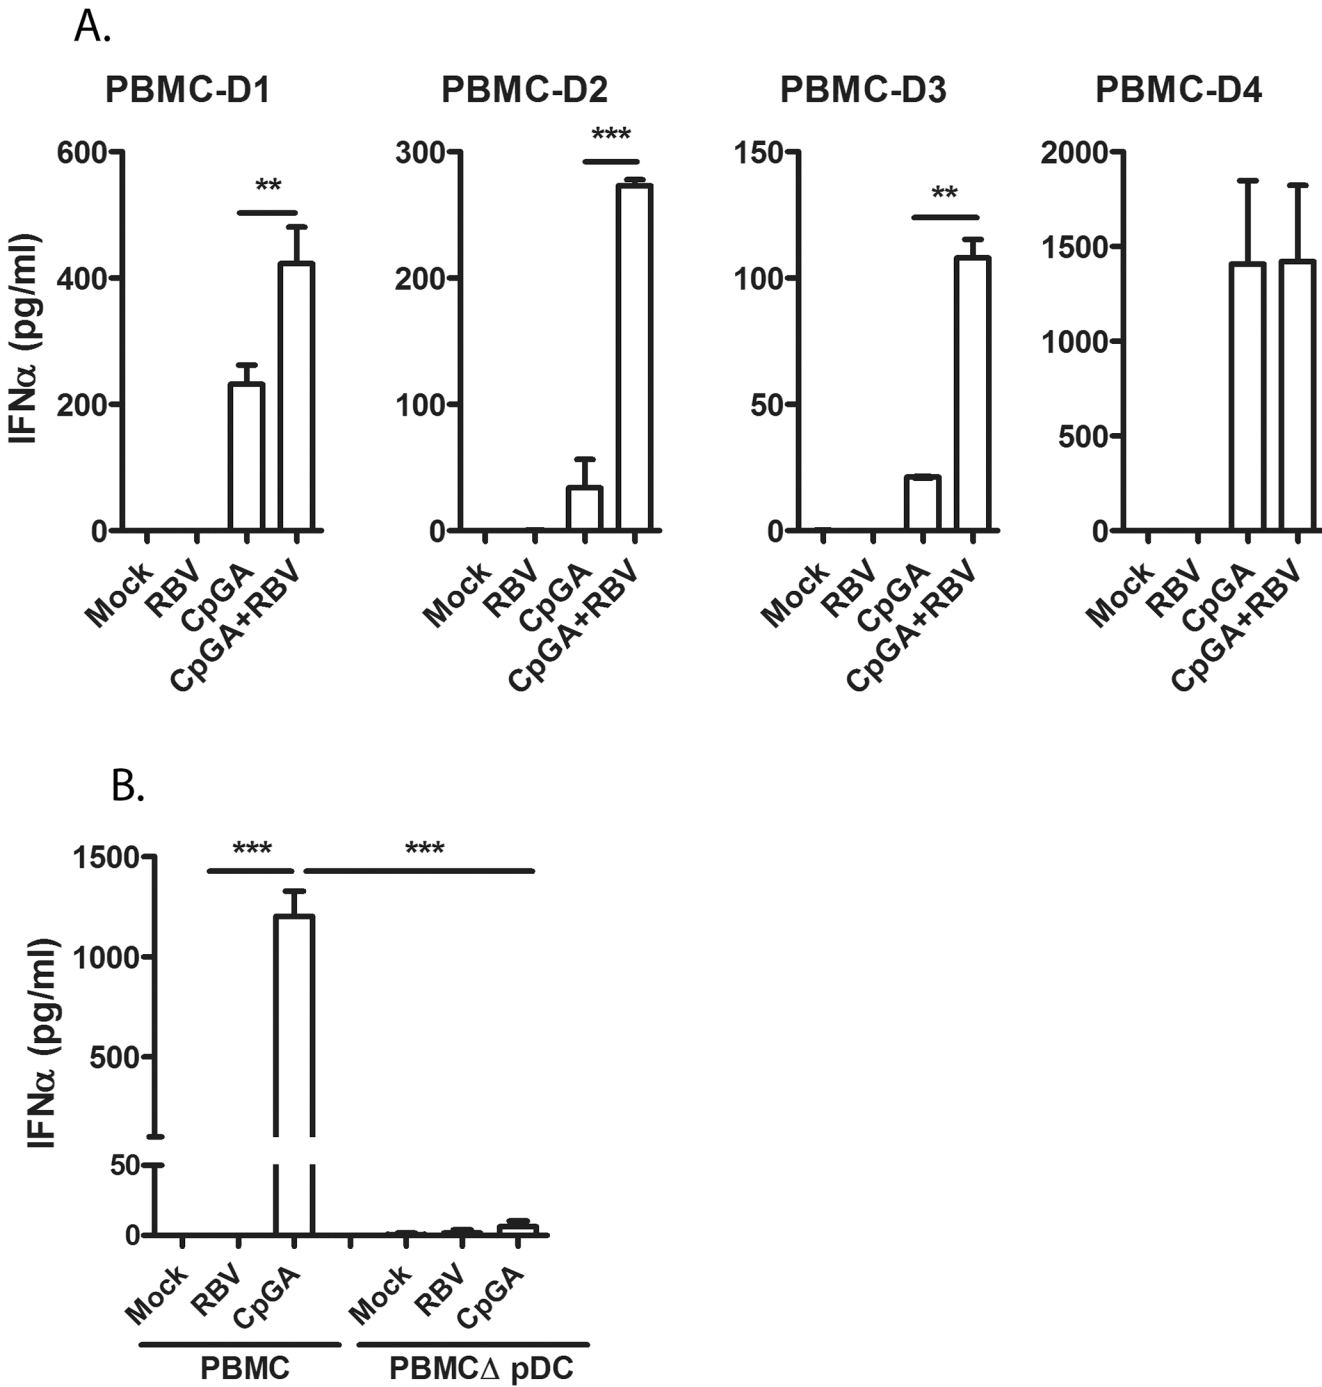 A.
PBMC-D1 PBMC-D2 PBMC-D3 PBMC-D4
IFNα (pg/ml)
600
400
200
0
**
Mock RBV CpGA CpGA+RBV
300
200
100
0
***
Mock RBV CpGA CpGA+RBV
150
100
50
0
**
Mock RBV CpGA CpGA+RBV
2000
1500
1000
500
0
Mock RBV CpGA CpGA+RBV
B.
IFNα (pg/ml)
1500
1000
500
50
0
*** ***
Mock RBV CpGA Mock RBV CpGA
PBMC PBMCΔ pDC